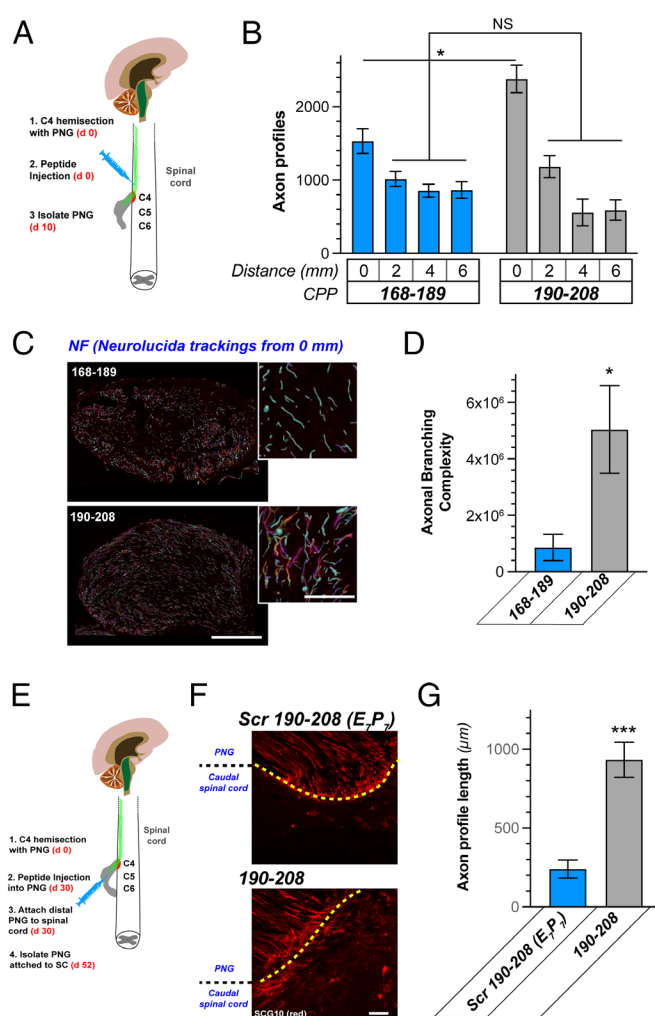 A
1. C4 hemisection
with PNG (d 0)
2. Peptide
Injection (d 0)
3 Isolate PNG
(d 10)
Spinal
cord
C4
C5
C6
B
NS
*
Axon profiles
2000
1000
0
Distance (mm)
0 2 4 6 0 2 4 6
CPP
168-189 190-208
C
NF (Neurolucida trackings from 0 mm)
168-189
190-208
D
*
Axonal Branching
Complexity
6x10⁶
4x10⁶
2x10⁶
0
168-189
190-208
E
1. C4 hemisection
with PNG (d 0)
2. Peptide Injection
into PNG (d 30)
3. Attach distal
PNG to spinal
cord (d 30)
4. Isolate PNG
attched to SC (d 52)
Spinal
cord
C4
C5
C6
F
Scr 190-208 (E₇P₇)
PNG
Caudal
spinal cord
190-208
PNG
Caudal
spinal cord
SCG10 (red)
G
***
Axon profile length (µm)
1000
500
0
Scr 190-208 (E₇P₇)
190-208